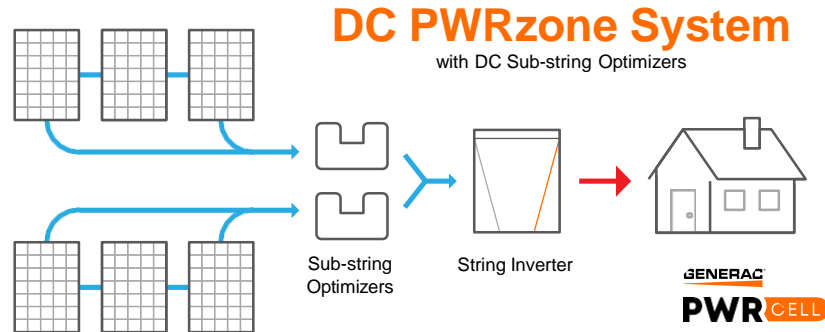 DC PWRzone System
with DC Sub-string Optimizers
Sub-string
Optimizers
String Inverter
GENERAC
PWRCELL